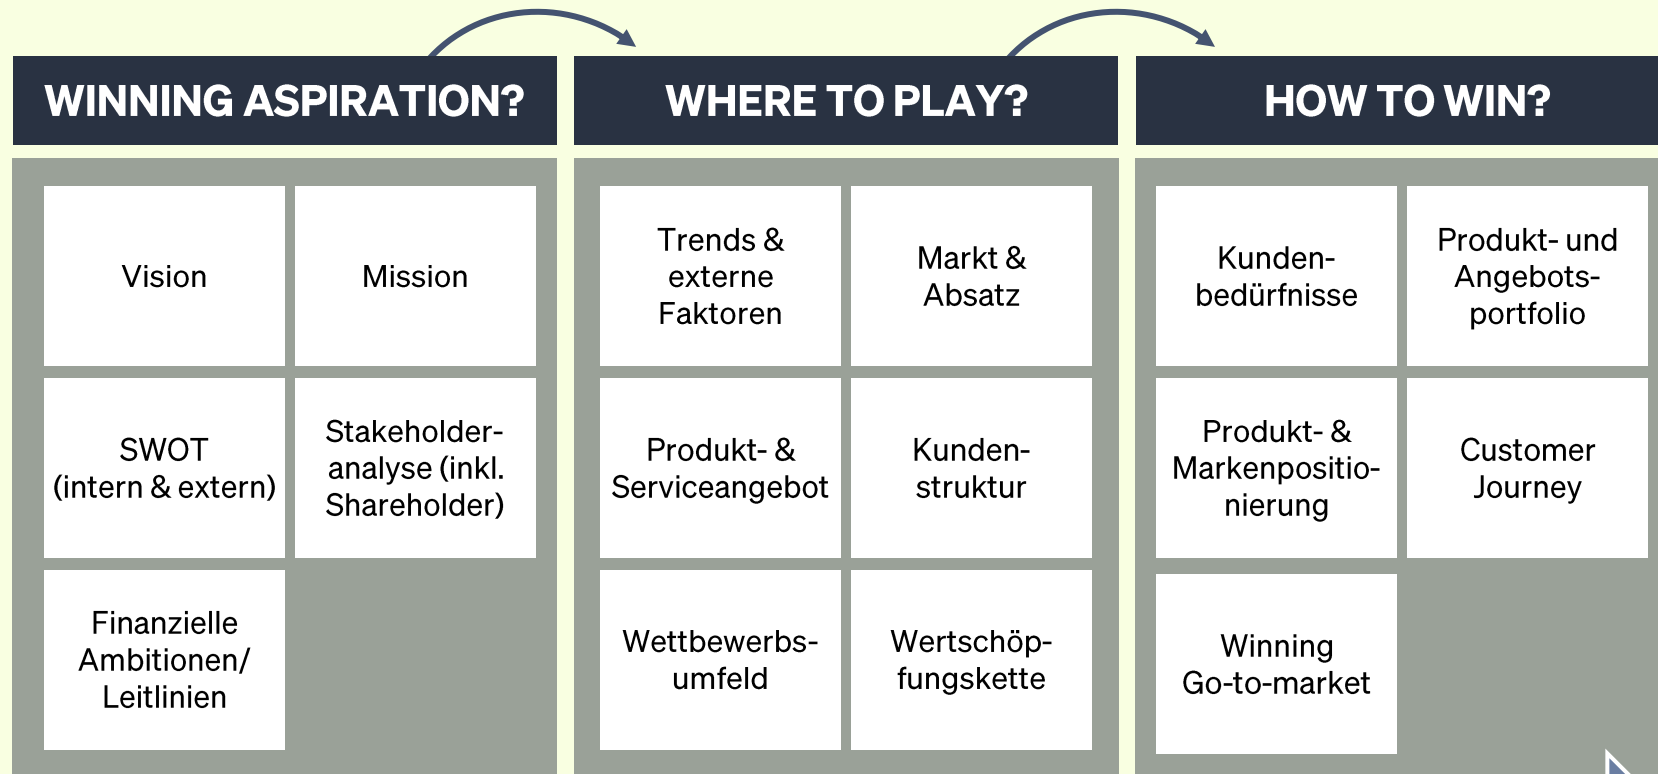 WINNING ASPIRATION?
WHERE TO PLAY?
HOW TO WIN?
Vision
Mission
SWOT
(intern & extern)
Stakeholder-
analyse (inkl.
Shareholder)
Finanzielle
Ambitionen/
Leitlinien
Trends &
externe
Faktoren
Markt &
Absatz
Produkt- &
Serviceangebot
Kunden-
struktur
Wettbewerbs-
umfeld
Wertschöp-
fungskette
Kunden-
bedürfnisse
Produkt- und
Angebots-
portfolio
Produkt- &
Markenpositio-
nierung
Customer
Journey
Winning
Go-to-market